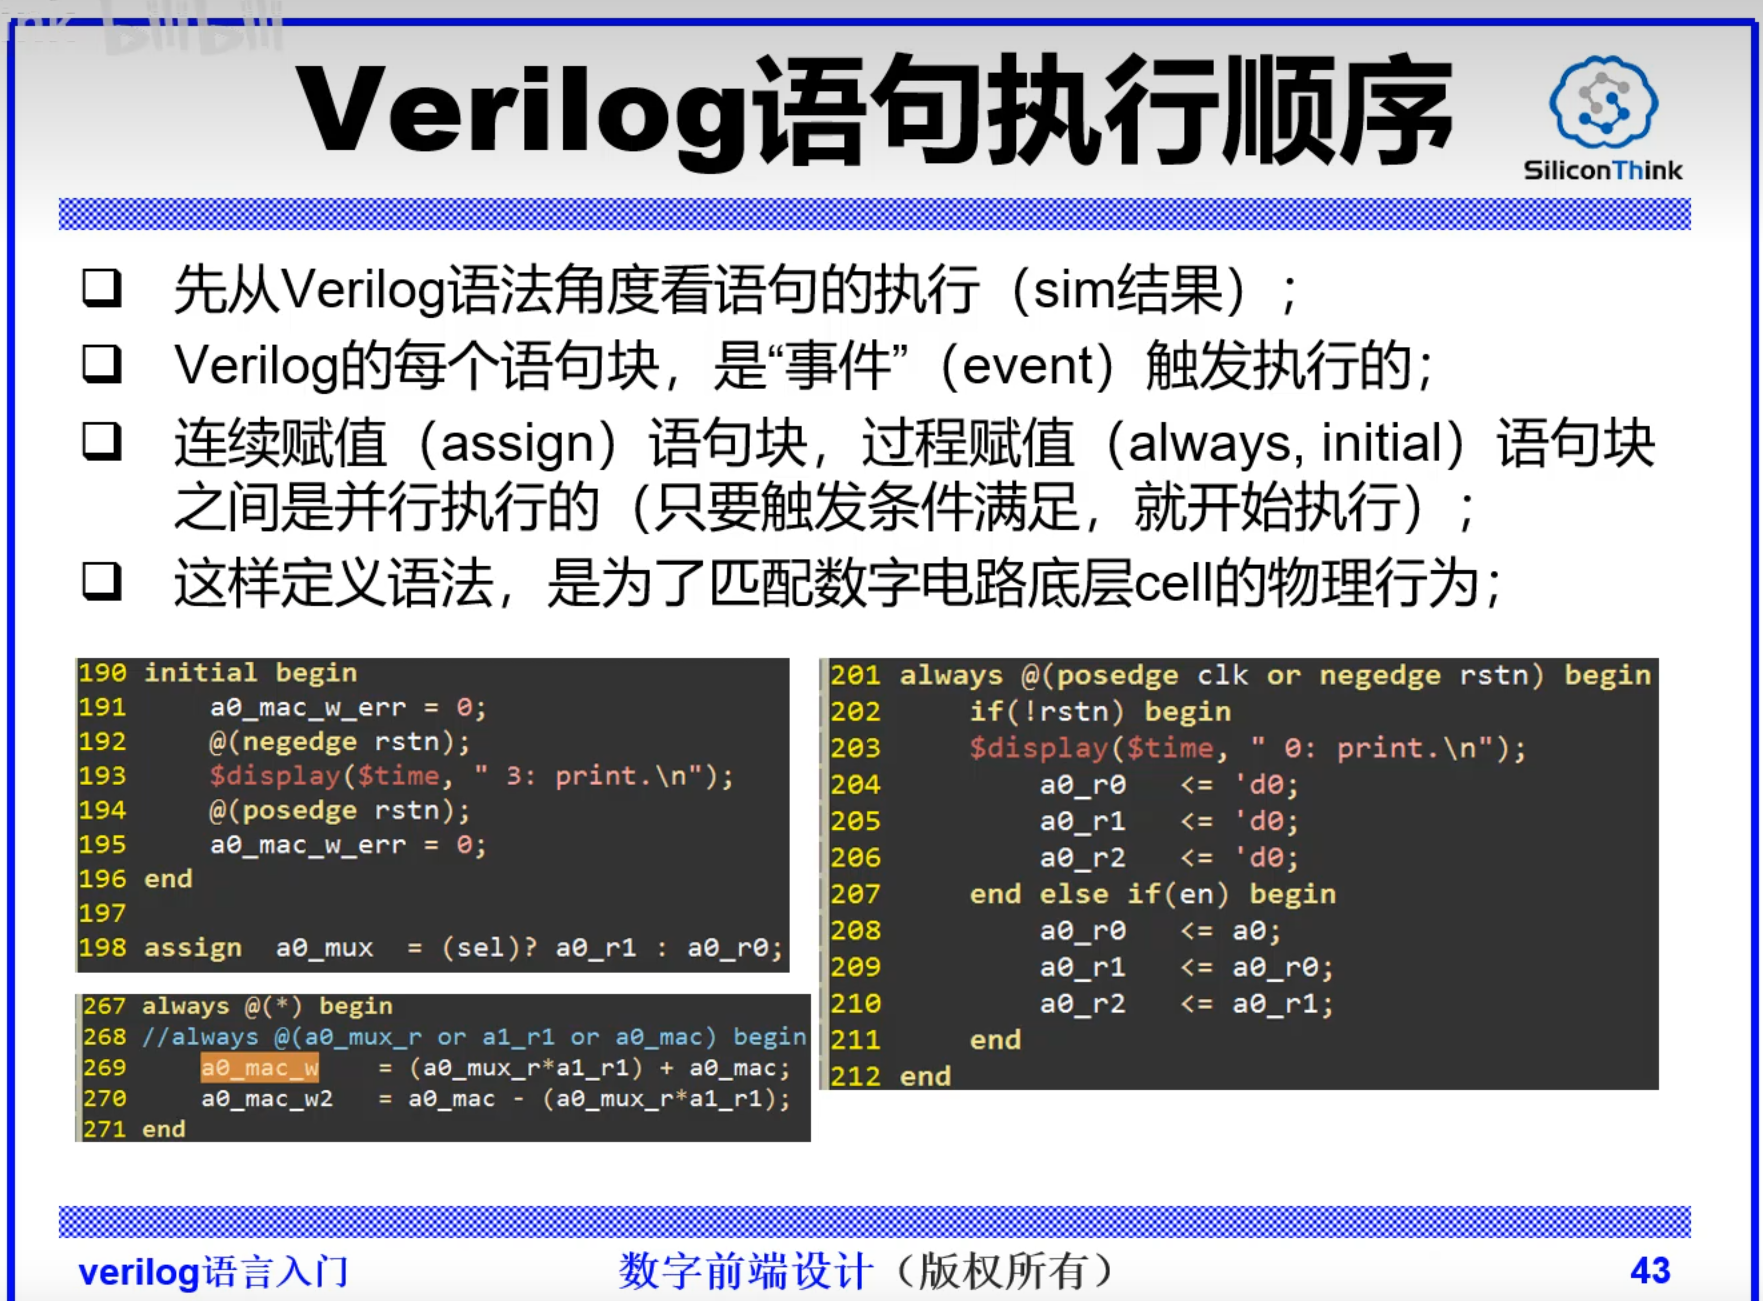 bilibili
Verilog语句执行顺序
SiliconThink
先从Verilog语法角度看语句的执行（sim结果）；
Verilog的每个语句块，是“事件”（event）触发执行的；
连续赋值（assign）语句块，过程赋值（always, initial）语句块
之间是并行执行的（只要触发条件满足，就开始执行）；
这样定义语法，是为了匹配数字电路底层cell的物理行为；
190 initial begin
191     a0_mac_w_err = 0;
192     @(negedge rstn);
193     $display($time, " 3: print.\n");
194     @(posedge rstn);
195     a0_mac_w_err = 0;
196 end
197
198 assign  a0_mux  = (sel)? a0_r1 : a0_r0;
267 always @(*) begin
268 //always @(a0_mux_r or a1_r1 or a0_mac) begin
269     a0_mac_w   = (a0_mux_r*a1_r1) + a0_mac;
270     a0_mac_w2  = a0_mac - (a0_mux_r*a1_r1);
271 end
201 always @(posedge clk or negedge rstn) begin
202     if(!rstn) begin
203     $display($time, " 0: print.\n");
204         a0_r0   <= 'd0;
205         a0_r1   <= 'd0;
206         a0_r2   <= 'd0;
207     end else if(en) begin
208         a0_r0   <= a0;
209         a0_r1   <= a0_r0;
210         a0_r2   <= a0_r1;
211     end
212 end
verilog语言入门 数字前端设计（版权所有） 43